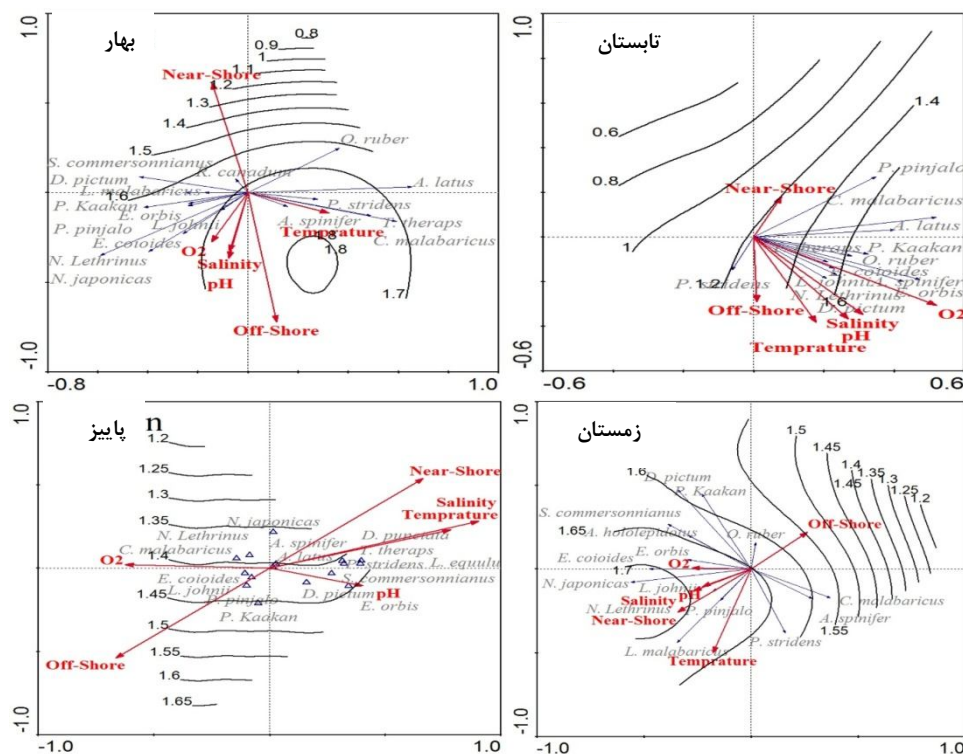 بهار
1.0
-1.0
-0.8
1.0
0.8
0.9
1
1.1
1.2
1.3
1.4
1.5
1.6
1.7
1.8
1.8
Near-Shore
O. ruber
S. commersonnianus
R. canadum
D. pictum
L. malabaricus
A. latus
P. Kaakan
P. stridens
E. orbis
A. spinifer
T. theraps
P. pinjalo
L. johnii
Temprature
E. coioides
C. malabaricus
O2
N. Lethrinus
Salinity
N. japonicas
pH
Off-Shore
تابستان
1.0
-0.6
-0.6
0.6
0.6
0.8
1
1.2
1.4
1.6
P. pinjalo
Near-Shore
C. malabaricus
A. latus
T. theraps
P. Kaakan
O. ruber
P. stridens
E. coioides
L. johnii
A. spinifer
N. Lethrinus
E. orbis
Off-Shore
D. pictum
O2
Salinity
pH
Temprature
پاییز
n
1.0
-1.0
-1.0
1.0
1.2
1.25
1.3
1.35
1.4
1.45
1.5
1.55
1.6
1.65
Near-Shore
Salinity
Temprature
N. japonicas
N. Lethrinus
A. spinifer
D. punctata
C. malabaricus
A. latus
T. theraps
O2
stridens
L. equulu
E. coioides
S. commersonnianus
L. johnii
pH
P. pinjalo
D. pictum
E. orbis
P. Kaakan
Off-Shore
زمستان
1.0
-1.0
-1.0
1.0
1.5
1.45
1.4
1.45
1.35
1.3
1.25
1.2
1.6
1.65
1.7
1.55
D. pictum
P. Kaakan
S. commersonnianus
Off-Shore
A. hololepidotus
O. ruber
E. coioides
E. orbis
O2
N. japonicas
L. johnii
Salinity
pH
C. malabaricus
N. Lethrinus
P. pinjalo
Near-Shore
A. spinifer
L. malabaricus
P. stridens
Temprature